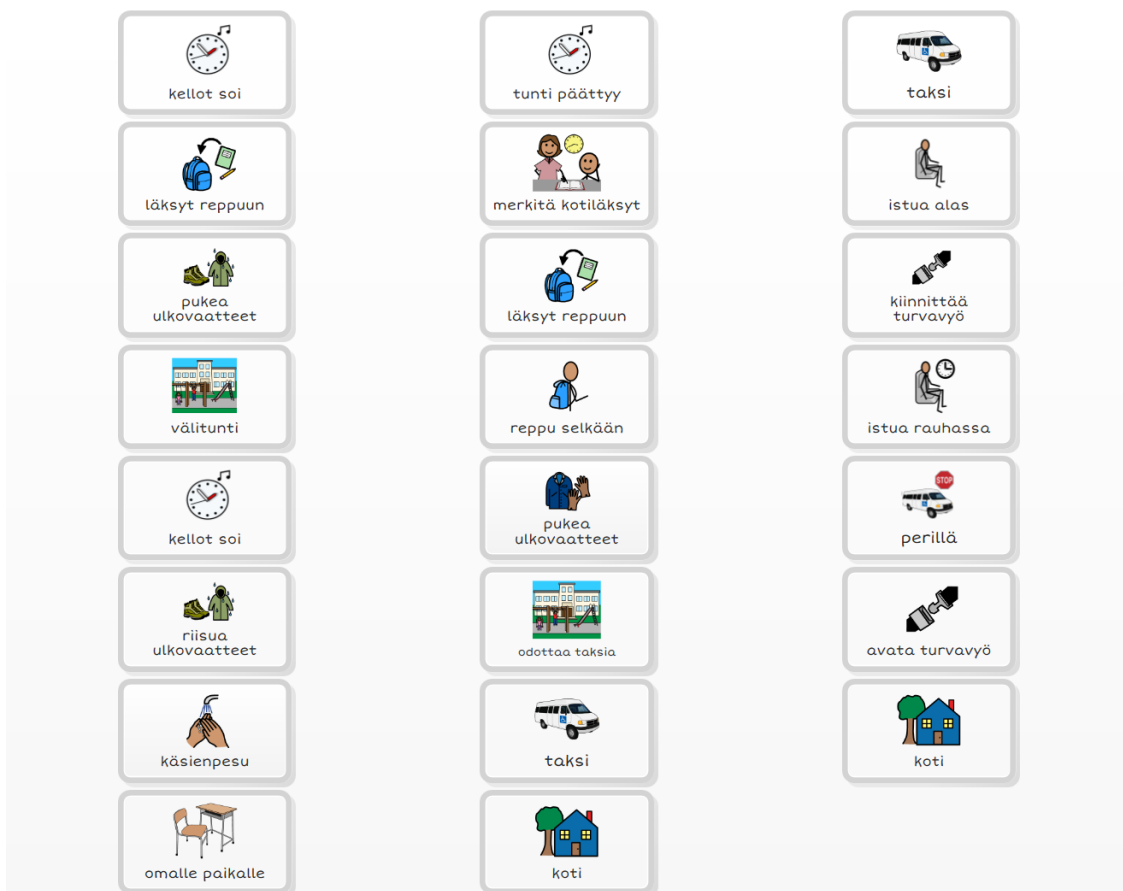 kellot soi
läksyt reppuun
pukea
ulkovaatteet
välitunti
kellot soi
riisua
ulkovaatteet
käsienpesu
omalle paikalle
tunti päättyy
merkitä kotiläksyt
läksyt reppuun
reppu selkään
pukea
ulkovaatteet
odottaa taksia
taksi
koti
taksi
istua alas
kiinnittää
turvavyö
istua rauhassa
STOP
perillä
avata turvavyö
koti